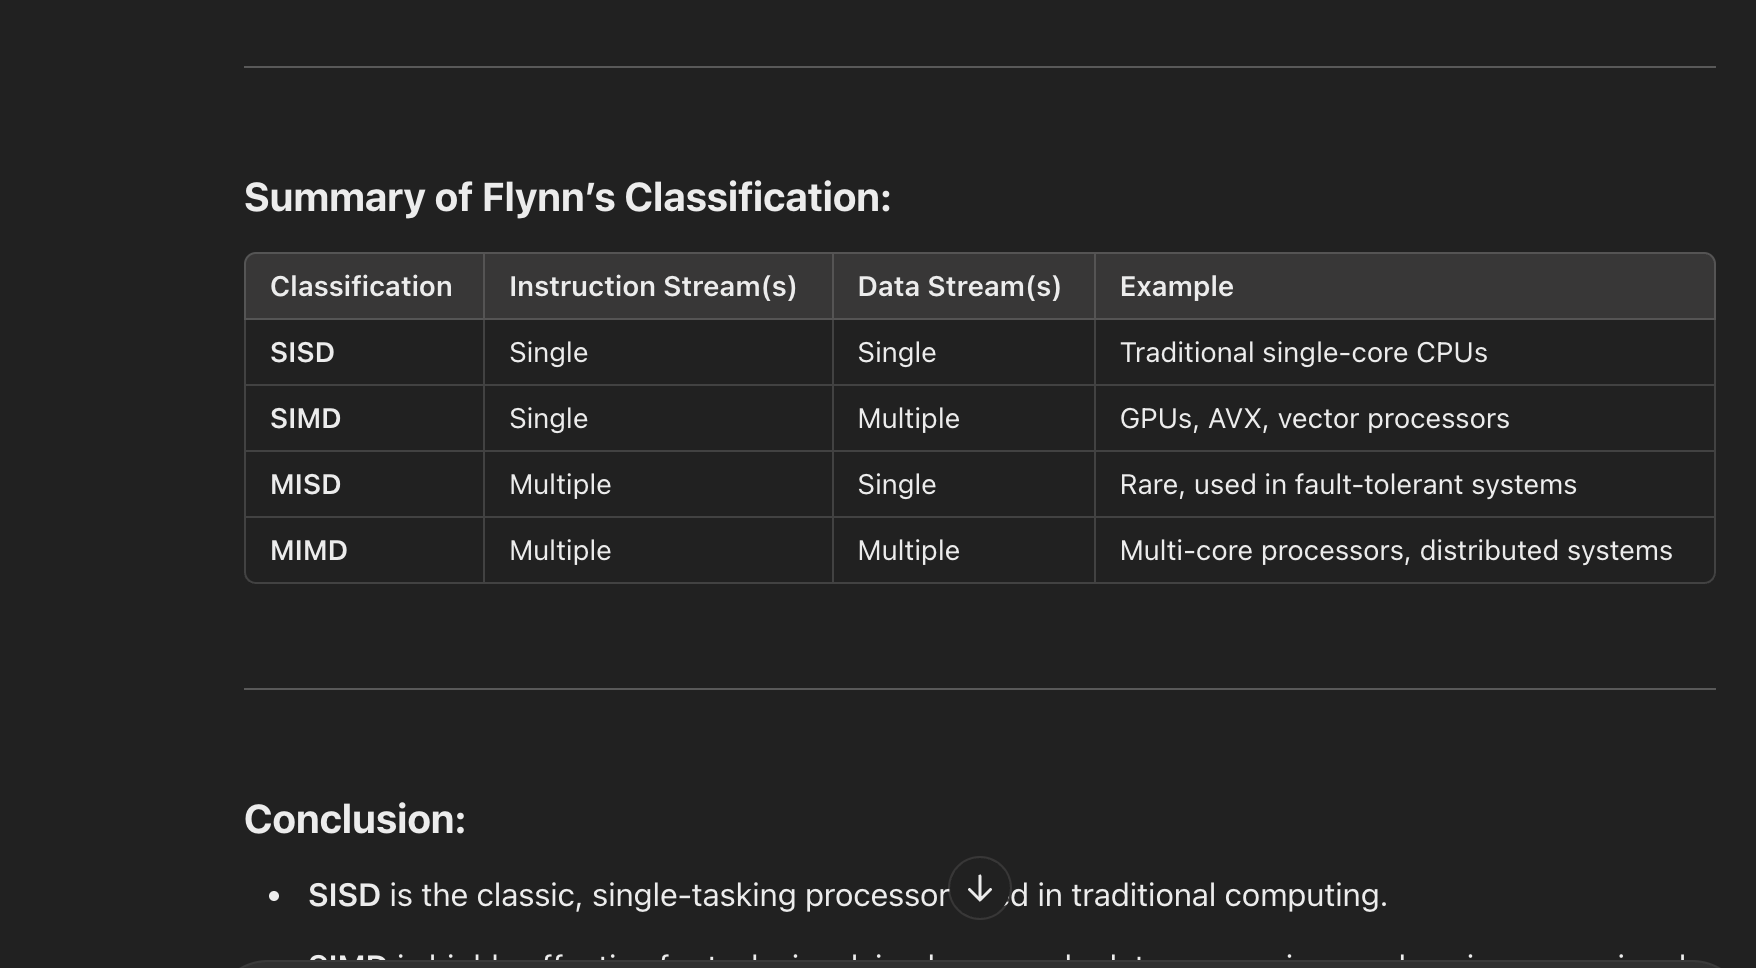 Summary of Flynn’s Classification:
Classification Instruction Stream(s) Data Stream(s) Example
SISD Single Single Traditional single-core CPUs
SIMD Single Multiple GPUs, AVX, vector processors
MISD Multiple Single Rare, used in fault-tolerant systems
MIMD Multiple Multiple Multi-core processors, distributed systems
Conclusion:
• SISD is the classic, single-tasking processor in traditional computing.